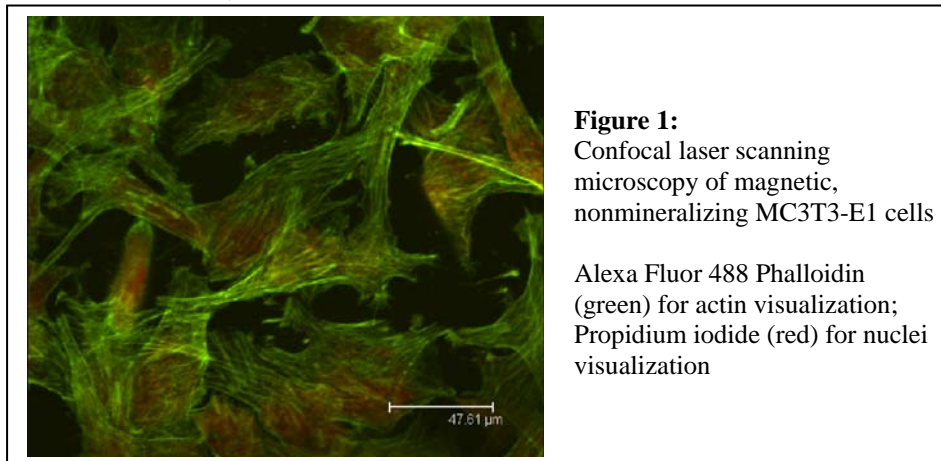 Figure 1:
Confocal laser scanning
microscopy of magnetic,
nonmineralizing MC3T3-E1 cells
Alexa Fluor 488 Phalloidin
(green) for actin visualization;
Propidium iodide (red) for nuclei
visualization
47.61 µm